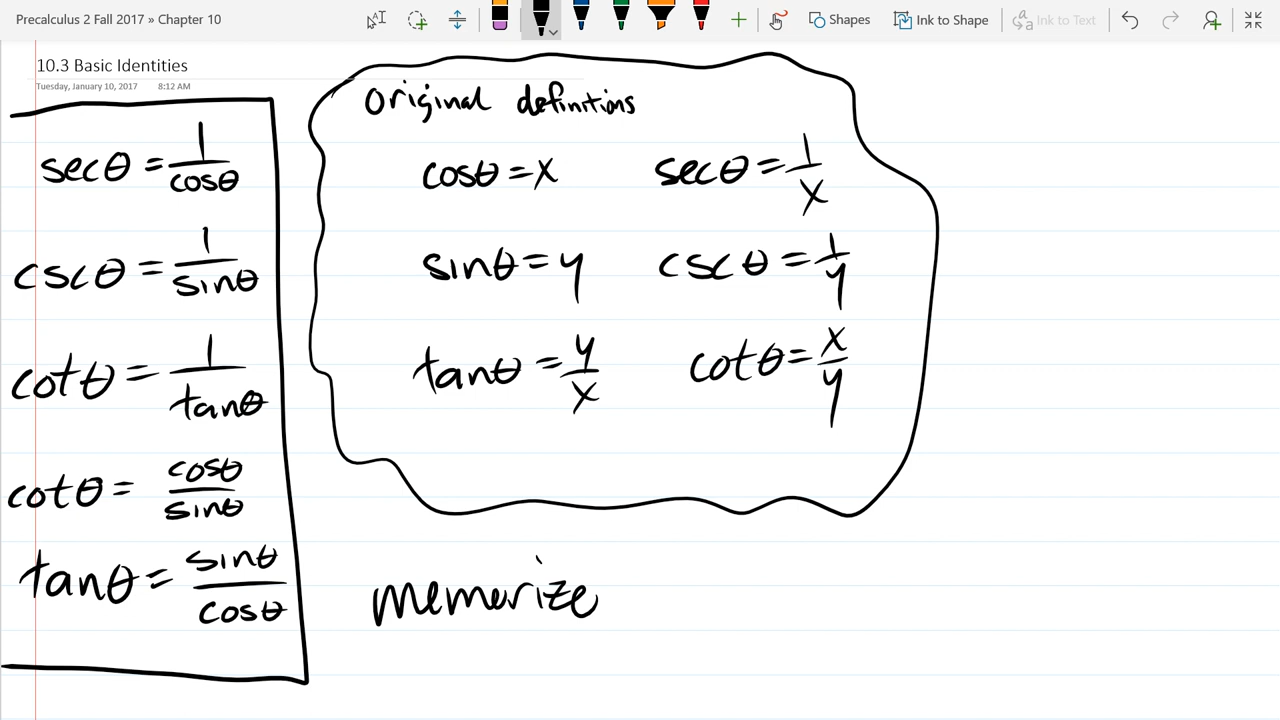 Precalculus 2 Fall 2017 » Chapter 10
Shapes
Ink to Shape
Ink to Text
10.3 Basic Identities
Tuesday, January 10, 2017 8:12 AM
secθ = 1/cosθ
cscθ = 1/sinθ
cotθ = 1/tanθ
cotθ = cosθ/sinθ
tanθ = sinθ/cosθ
Original definitions
cosθ = x secθ = 1/x
sinθ = y cscθ = 1/y
tanθ = y/x cotθ = x/y
memorize